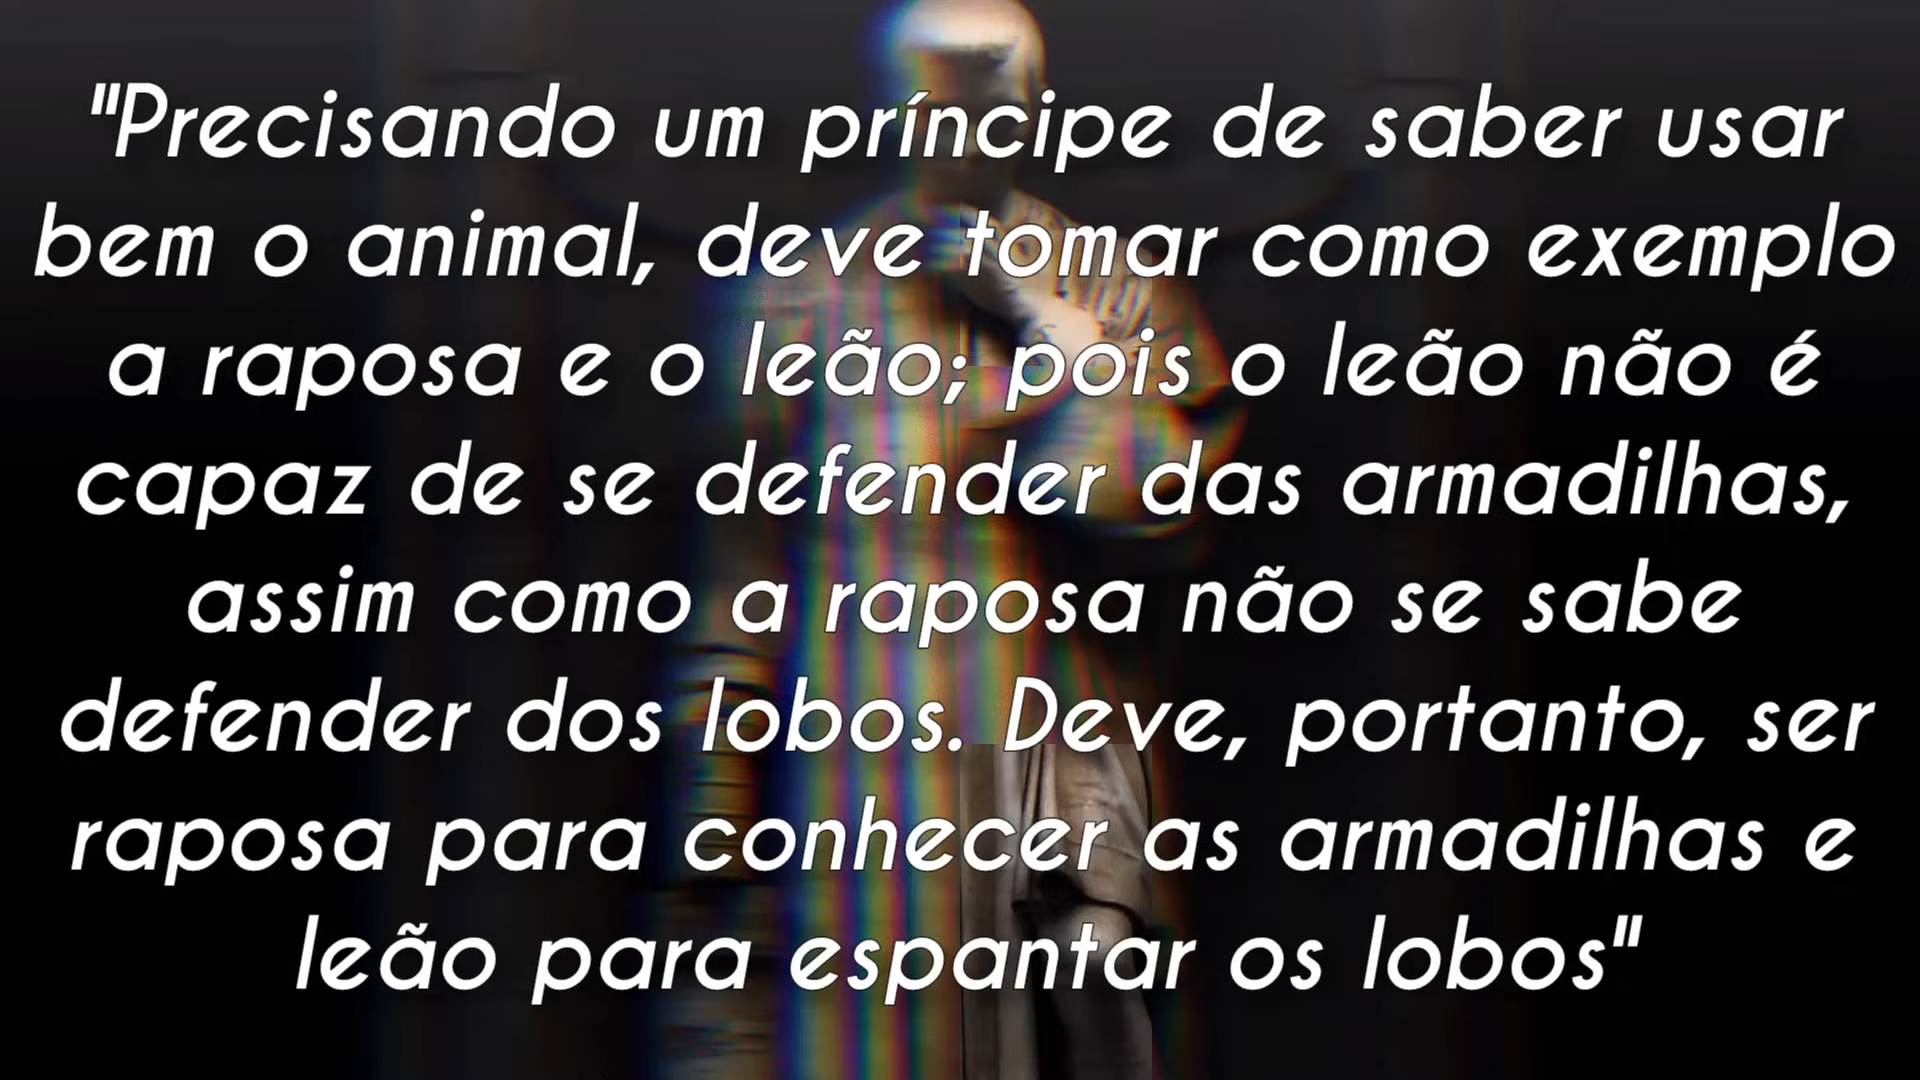 "Precisando um príncipe de saber usar
bem o animal, deve tomar como exemplo
a raposa e o leão; pois o leão não é
capaz de se defender das armadilhas,
assim como a raposa não se sabe
defender dos lobos. Deve, portanto, ser
raposa para conhecer as armadilhas e
leão para espantar os lobos"